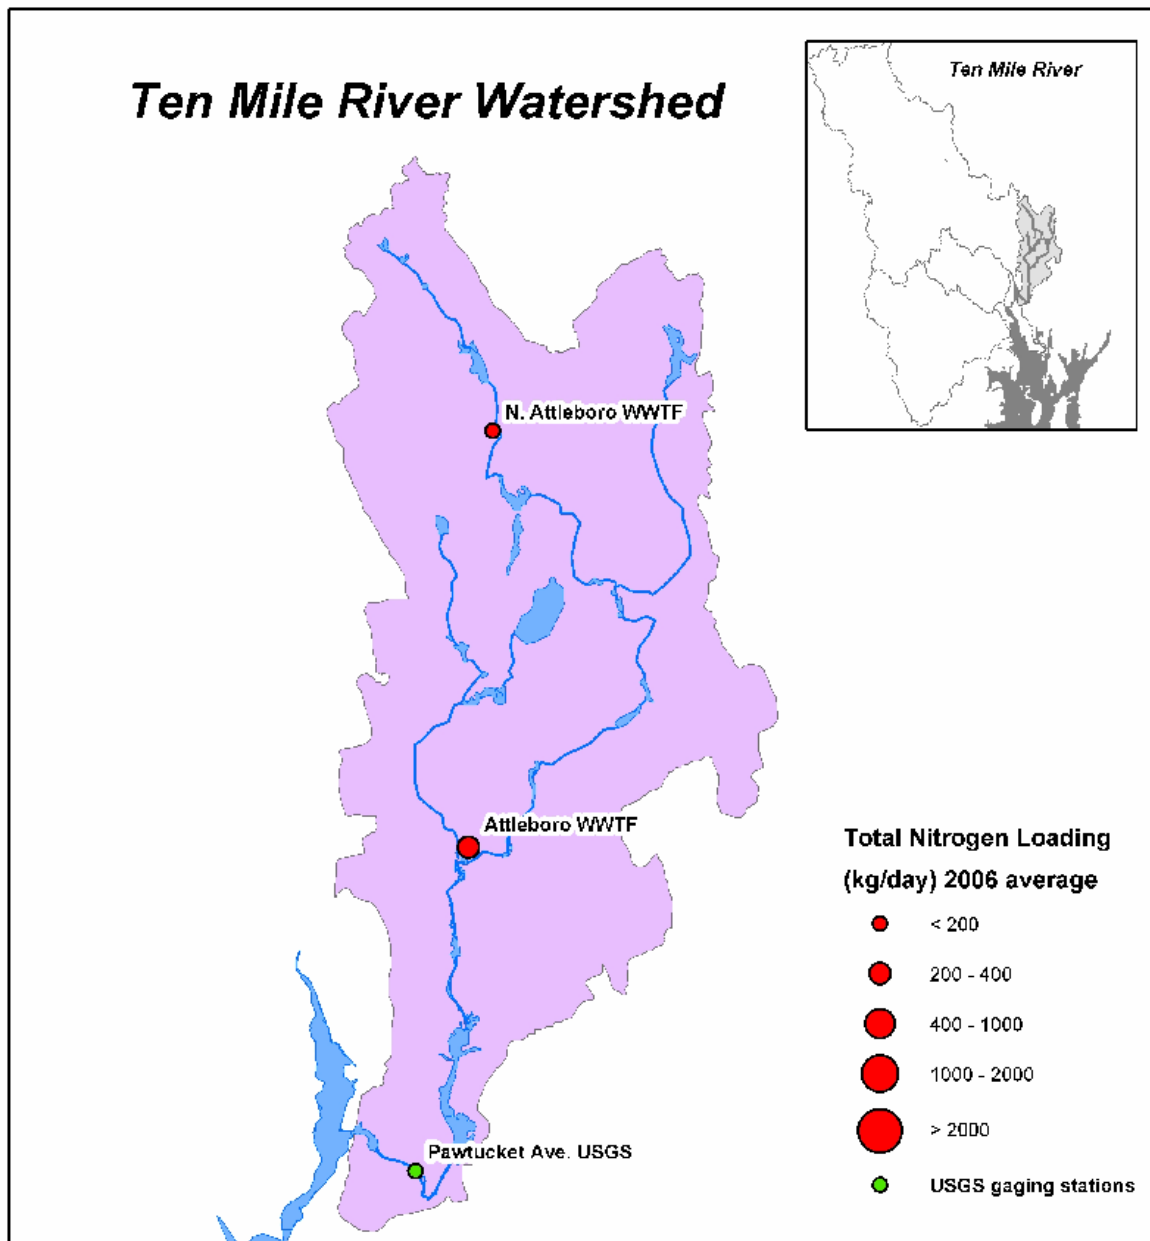 Ten Mile River Watershed
Ten Mile River
N. Attleboro WWTF
Attleboro WWTF
Pawtucket Ave. USGS
Total Nitrogen Loading
(kg/day) 2006 average
< 200
200 - 400
400 - 1000
1000 - 2000
> 2000
USGS gaging stations